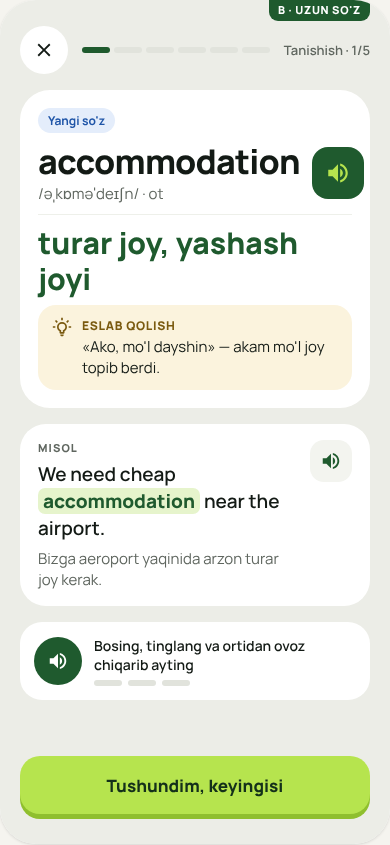 B · UZUN SO'Z
Tanishish · 1/5
Yangi so'z
accommodation
/əˌkɒməˈdeɪʃn/ · ot
turar joy, yashash
joyi
ESLAB QOLISH
«Ako, mo'l dayshin» — akam mo'l joy
topib berdi.
MISOL
We need cheap
accommodation near the
airport.
Bizga aeroport yaqinida arzon turar
joy kerak.
Bosing, tinglang va ortidan ovoz
chiqarib ayting
Tushundim, keyingisi